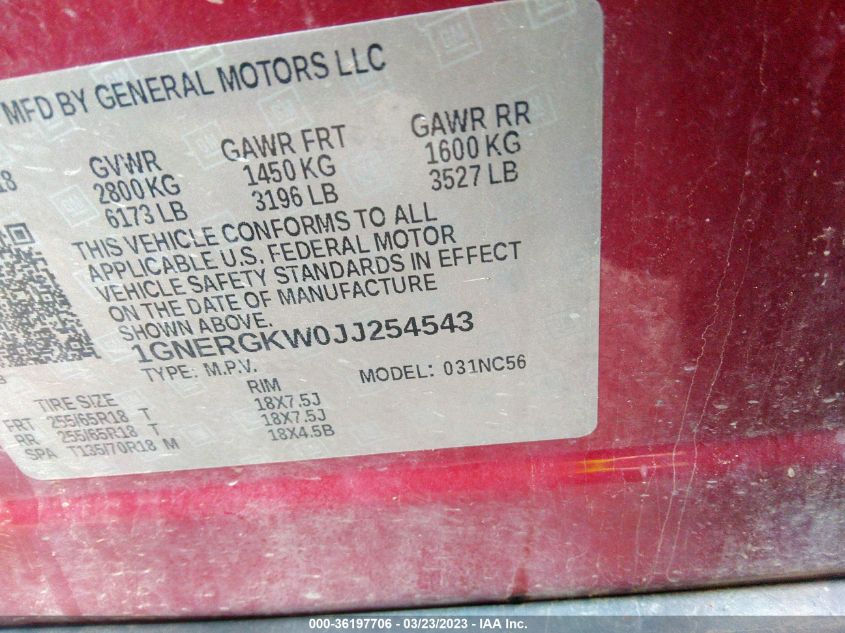 MFD BY GENERAL MOTORS LLC
18 GVWR GAWR FRT GAWR RR
2800 KG 1450 KG 1600 KG
6173 LB 3196 LB 3527 LB
THIS VEHICLE CONFORMS TO ALL
APPLICABLE U.S. FEDERAL MOTOR
VEHICLE SAFETY STANDARDS IN EFFECT
ON THE DATE OF MANUFACTURE
SHOWN ABOVE.
1GNERGKW0JJ254543
TYPE: M.P.V. MODEL: 031NC56
TIRE SIZE RIM
FRT 255/65R18 T 18X7.5J
RR 255/65R18 T 18X7.5J
SPA T135/70R18 M 18X4.5B
000-36197706 - 03/23/2023 - IAA Inc.